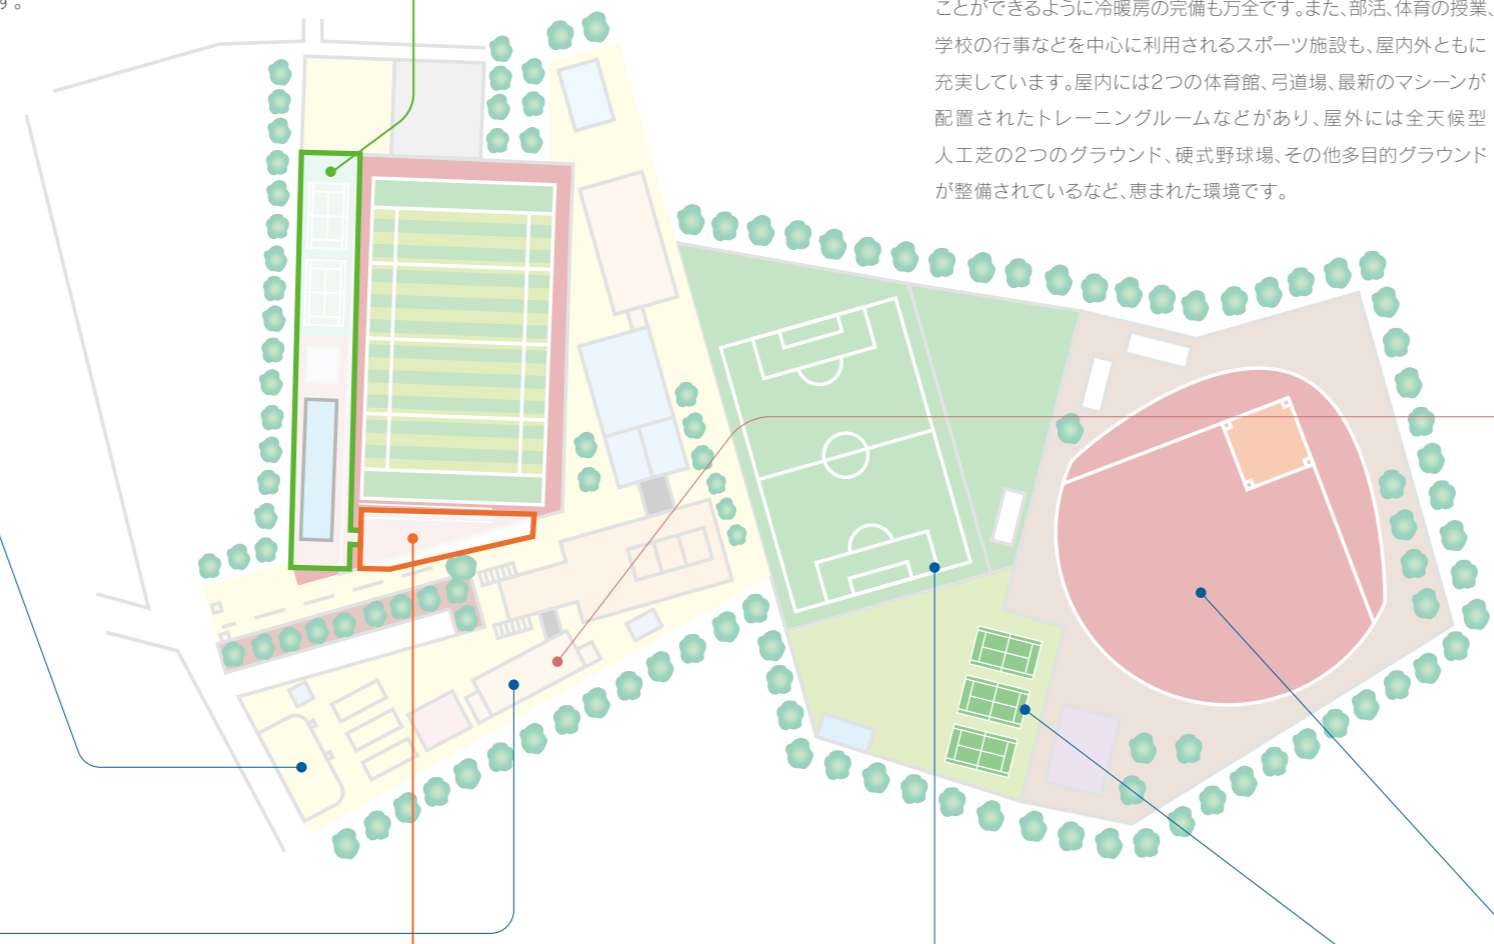 す。
ことができるように冷暖房の完備も万全です。また、部活、体育の授業、
学校の行事などを中心に利用されるスポーツ施設も、屋内外ともに
充実しています。屋内には2つの体育館、弓道場、最新のマシーンが
配置されたトレーニングルームなどがあり、屋外には全天候型
人工芝の2つのグラウンド、硬式野球場、その他多目的グラウンド
が整備されているなど、恵まれた環境です。